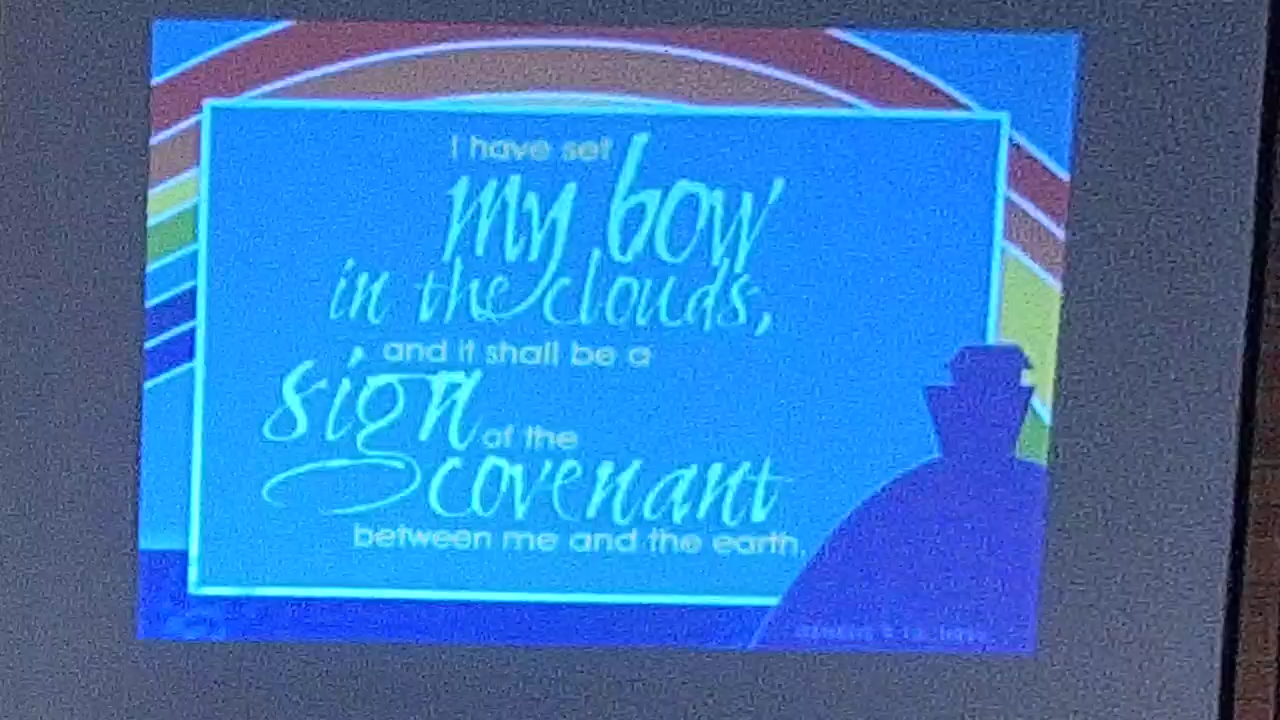 I have set
my bow
in the clouds,
and it shall be a
sign of the
covenant
between me and the earth.